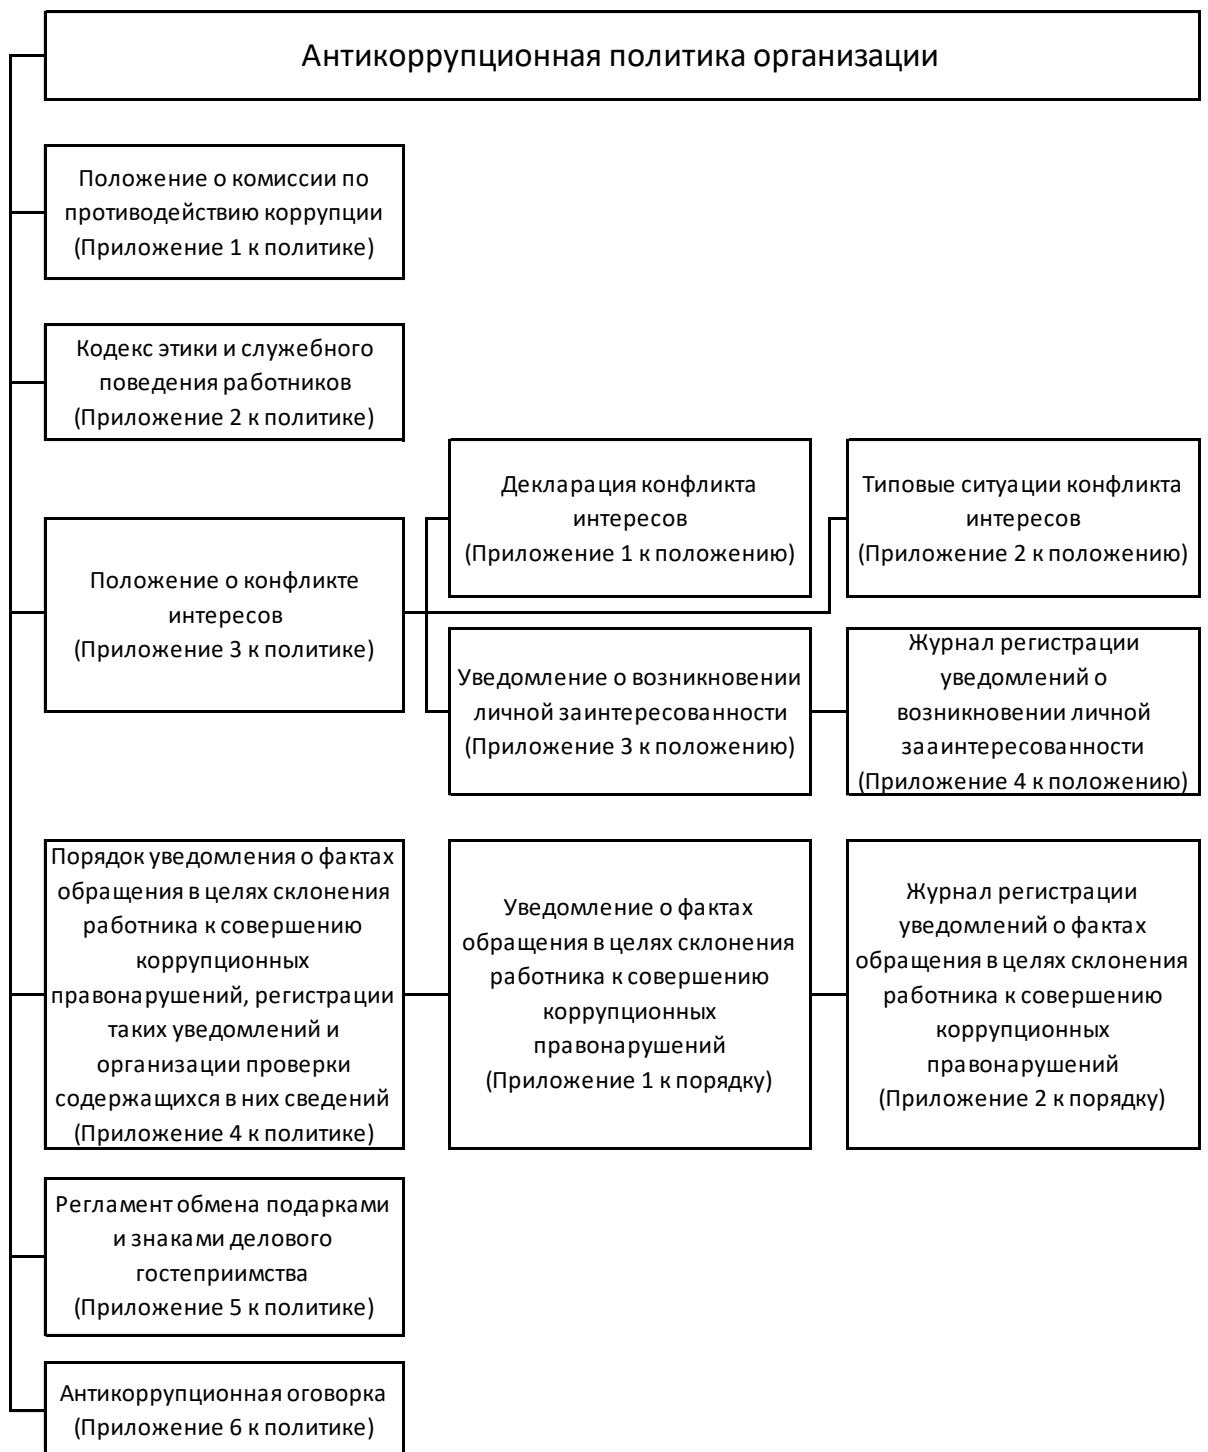 Антикоррупционная политика организации
Положение о комиссии по
противодействию коррупции
(Приложение 1 к политике)
Кодекс этики и служебного
поведения работников
(Приложение 2 к политике)
Положение о конфликте
интересов
(Приложение 3 к политике)
Декларация конфликта
интересов
(Приложение 1 к положению)
Типовые ситуации конфликта
интересов
(Приложение 2 к положению)
Уведомление о возникновении
личной заинтересованности
(Приложение 3 к положению)
Журнал регистрации
уведомлений о
возникновении личной
зааинтересованности
(Приложение 4 к положению)
Порядок уведомления о фактах
обращения в целях склонения
работника к совершению
коррупционных
правонарушений, регистрации
таких уведомлений и
организации проверки
содержащихся в них сведений
(Приложение 4 к политике)
Уведомление о фактах
обращения в целях склонения
работника к совершению
коррупционных
правонарушений
(Приложение 1 к порядку)
Журнал регистрации
уведомлений о фактах
обращения в целях склонения
работника к совершению
коррупционных
правонарушений
(Приложение 2 к порядку)
Регламент обмена подарками
и знаками делового
гостеприимства
(Приложение 5 к политике)
Антикоррупционная оговорка
(Приложение 6 к политике)